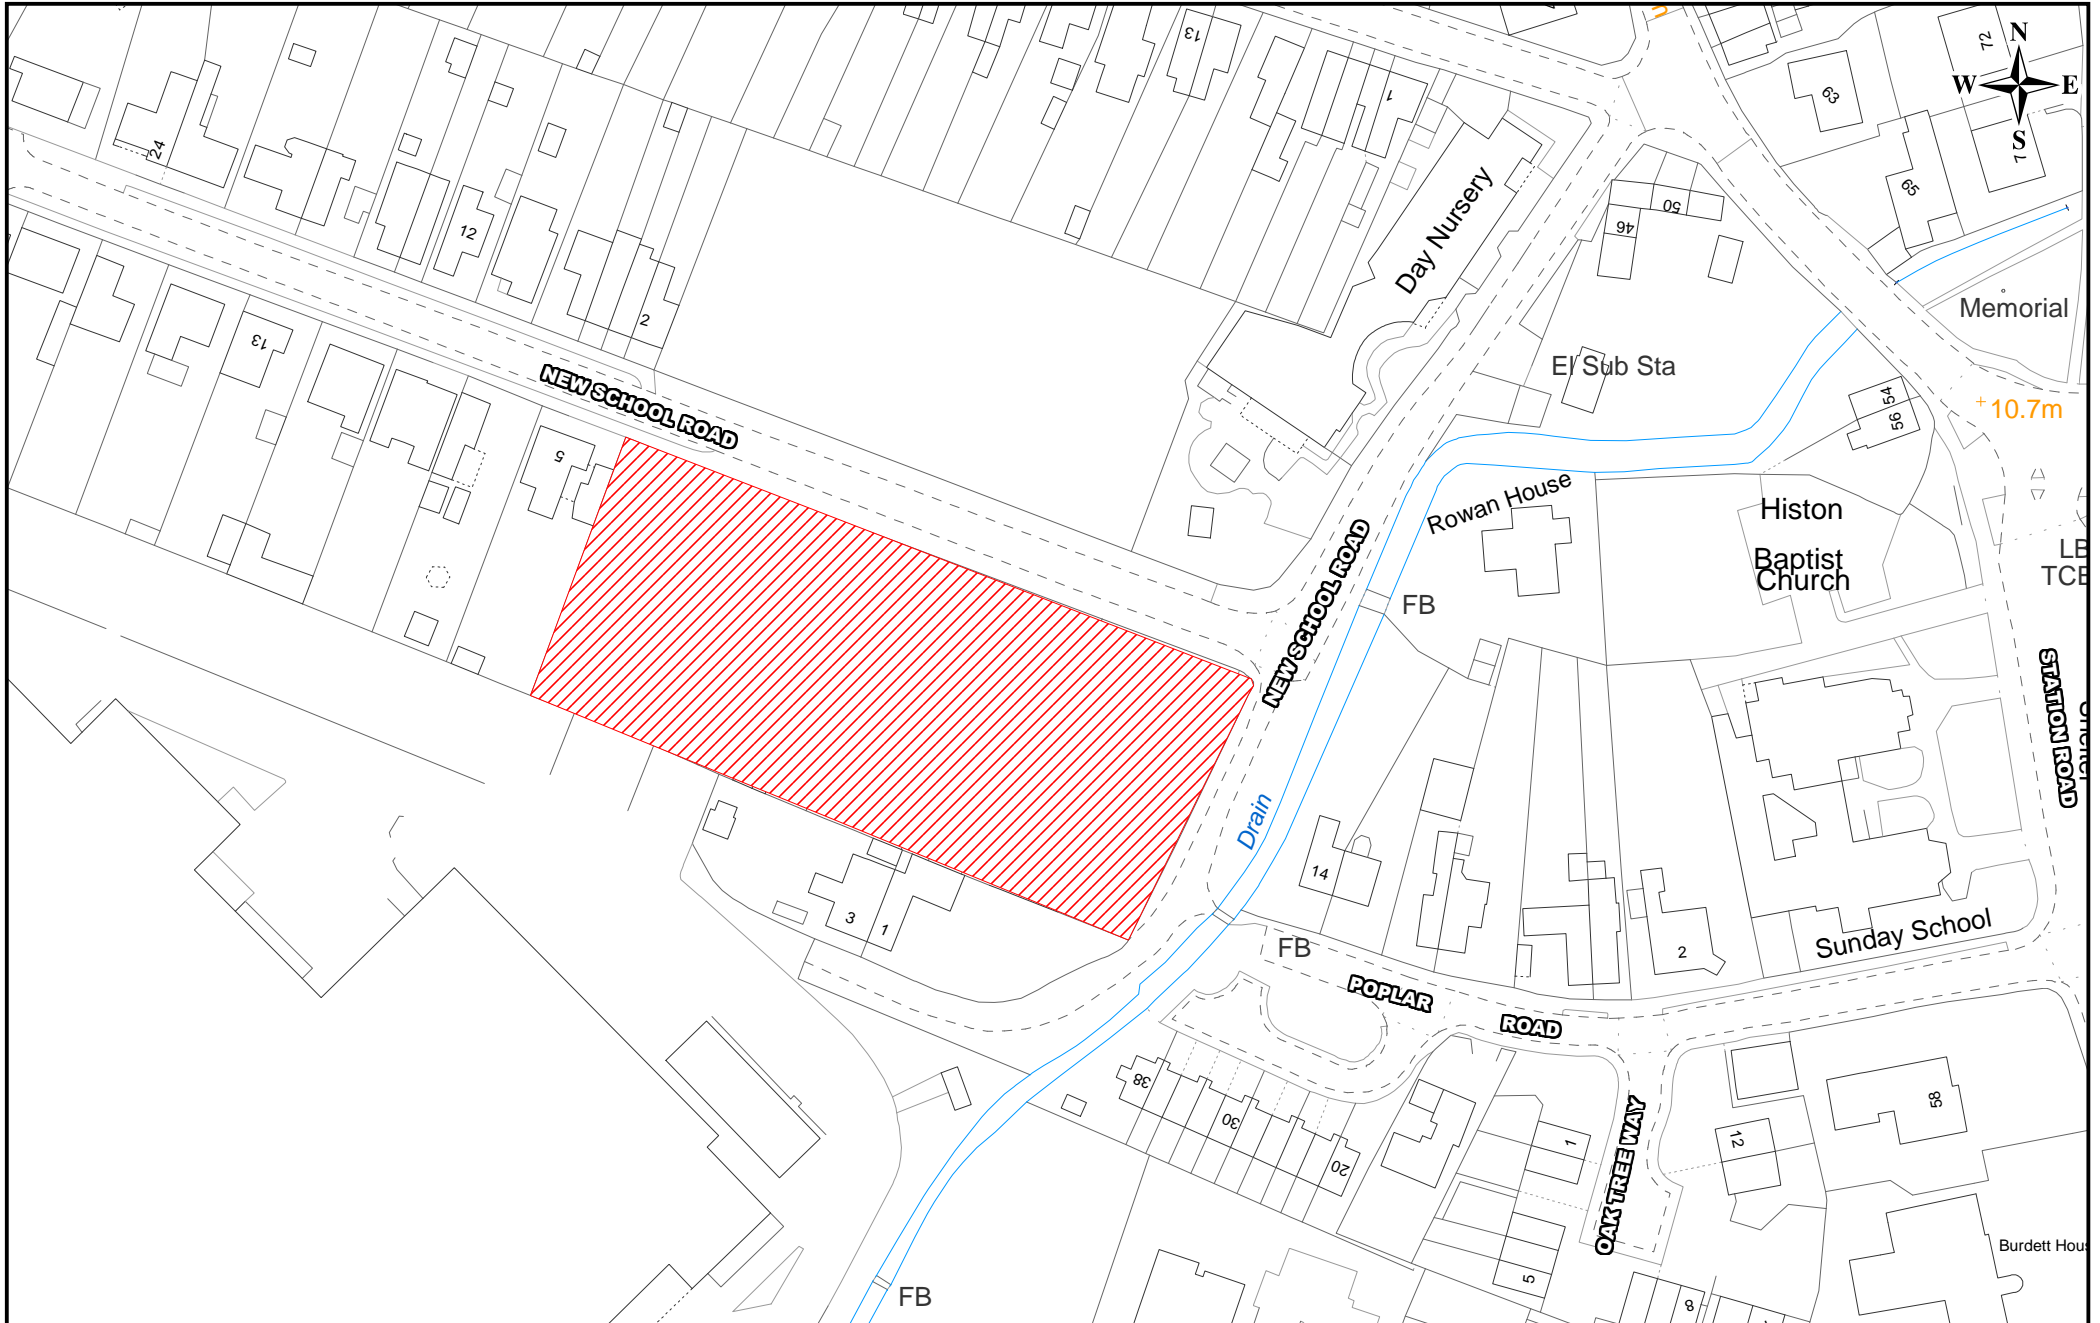 N
W E
S
13
1
72
63
7
65
24
12
2
50
46
Day Nursery
Memorial
El Sub Sta
13
NEW SCHOOL ROAD
54
56
+10.7m
5
Rowan House
Histon
Baptist
Church
NEW SCHOOL ROAD
FB
STATION ROAD
Drain
14
3
1
FB
2
Sunday School
POPLAR
ROAD
38
30
20
1
12
58
OAK TREE WAY
5
8
FB